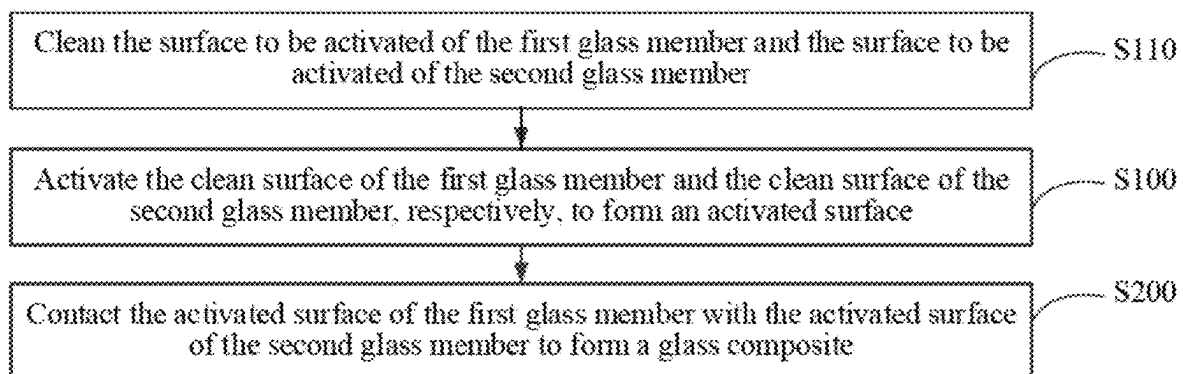 Clean the surface to be activated of the first glass member and the surface to be
activated of the second glass member
S110
Activate the clean surface of the first glass member and the clean surface of the
second glass member, respectively, to form an activated surface
S100
Contact the activated surface of the first glass member with the activated surface
of the second glass member to form a glass composite
S200